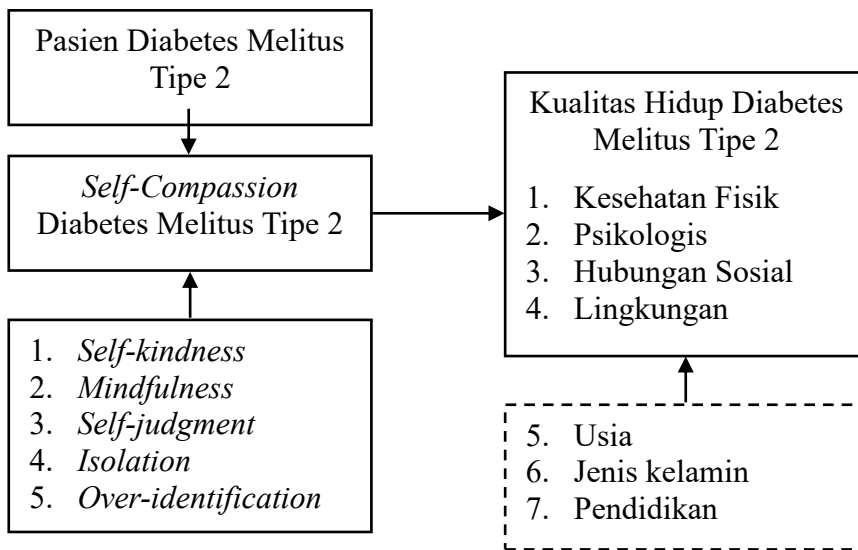 Pasien Diabetes Melitus
Tipe 2
Self-Compassion
Diabetes Melitus Tipe 2
1. Self-kindness
2. Mindfulness
3. Self-judgment
4. Isolation
5. Over-identification
Kualitas Hidup Diabetes
Melitus Tipe 2
1. Kesehatan Fisik
2. Psikologis
3. Hubungan Sosial
4. Lingkungan
5. Usia
6. Jenis kelamin
7. Pendidikan